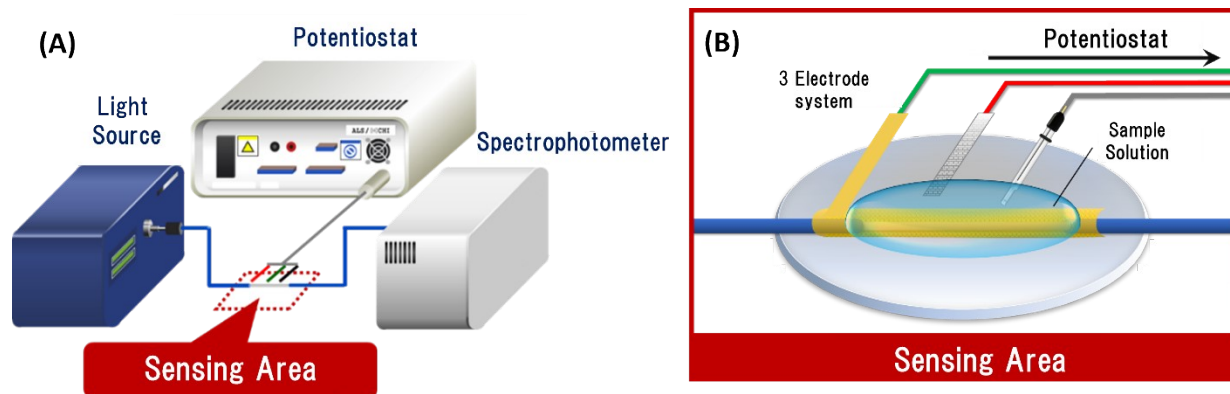 (A)
Potentiostat
Light
Source
Spectrophotometer
Sensing Area
(B)
Potentiostat
3 Electrode
system
Sample
Solution
Sensing Area